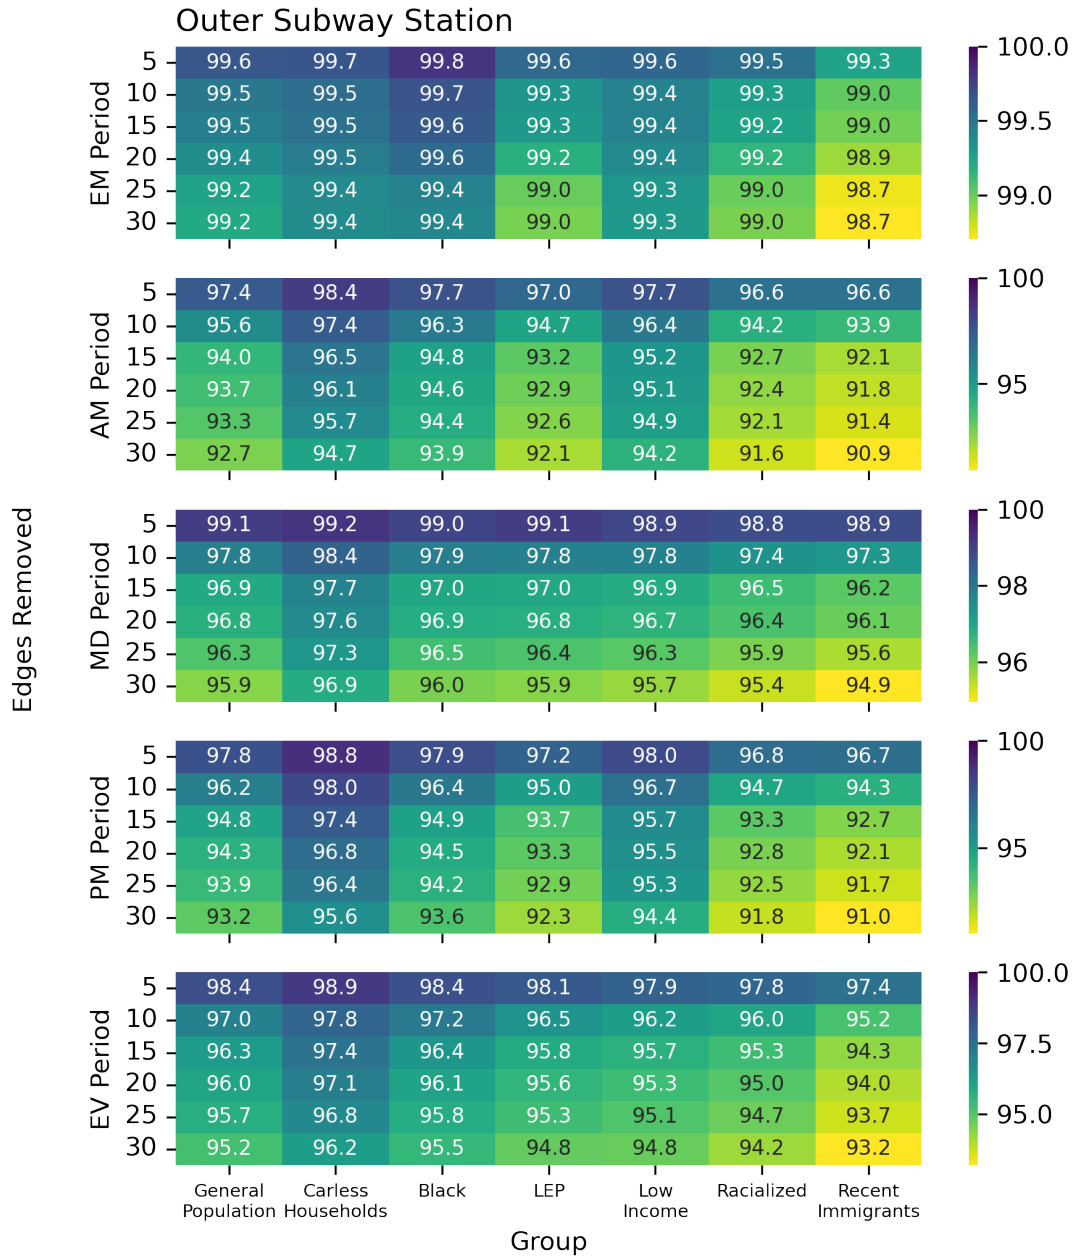 Outer Subway Station
Edges Removed
EM Period
5 99.6 99.7 99.8 99.6 99.6 99.5 99.3
10 99.5 99.5 99.7 99.3 99.4 99.3 99.0
15 99.5 99.5 99.6 99.3 99.4 99.2 99.0
20 99.4 99.5 99.6 99.2 99.4 99.2 98.9
25 99.2 99.4 99.4 99.0 99.3 99.0 98.7
30 99.2 99.4 99.4 99.0 99.3 99.0 98.7
100.0
99.5
99.0
AM Period
5 97.4 98.4 97.7 97.0 97.7 96.6 96.6
10 95.6 97.4 96.3 94.7 96.4 94.2 93.9
15 94.0 96.5 94.8 93.2 95.2 92.7 92.1
20 93.7 96.1 94.6 92.9 95.1 92.4 91.8
25 93.3 95.7 94.4 92.6 94.9 92.1 91.4
30 92.7 94.7 93.9 92.1 94.2 91.6 90.9
100
95
MD Period
5 99.1 99.2 99.0 99.1 98.9 98.8 98.9
10 97.8 98.4 97.9 97.8 97.8 97.4 97.3
15 96.9 97.7 97.0 97.0 96.9 96.5 96.2
20 96.8 97.6 96.9 96.8 96.7 96.4 96.1
25 96.3 97.3 96.5 96.4 96.3 95.9 95.6
30 95.9 96.9 96.0 95.9 95.7 95.4 94.9
100
98
96
PM Period
5 97.8 98.8 97.9 97.2 98.0 96.8 96.7
10 96.2 98.0 96.4 95.0 96.7 94.7 94.3
15 94.8 97.4 94.9 93.7 95.7 93.3 92.7
20 94.3 96.8 94.5 93.3 95.5 92.8 92.1
25 93.9 96.4 94.2 92.9 95.3 92.5 91.7
30 93.2 95.6 93.6 92.3 94.4 91.8 91.0
100
95
EV Period
5 98.4 98.9 98.4 98.1 97.9 97.8 97.4
10 97.0 97.8 97.2 96.5 96.2 96.0 95.2
15 96.3 97.4 96.4 95.8 95.7 95.3 94.3
20 96.0 97.1 96.1 95.6 95.3 95.0 94.0
25 95.7 96.8 95.8 95.3 95.1 94.7 93.7
30 95.2 96.2 95.5 94.8 94.8 94.2 93.2
100.0
97.5
95.0
General Carless Black LEP Low Racialized Recent
Population Households Income Immigrants
Group